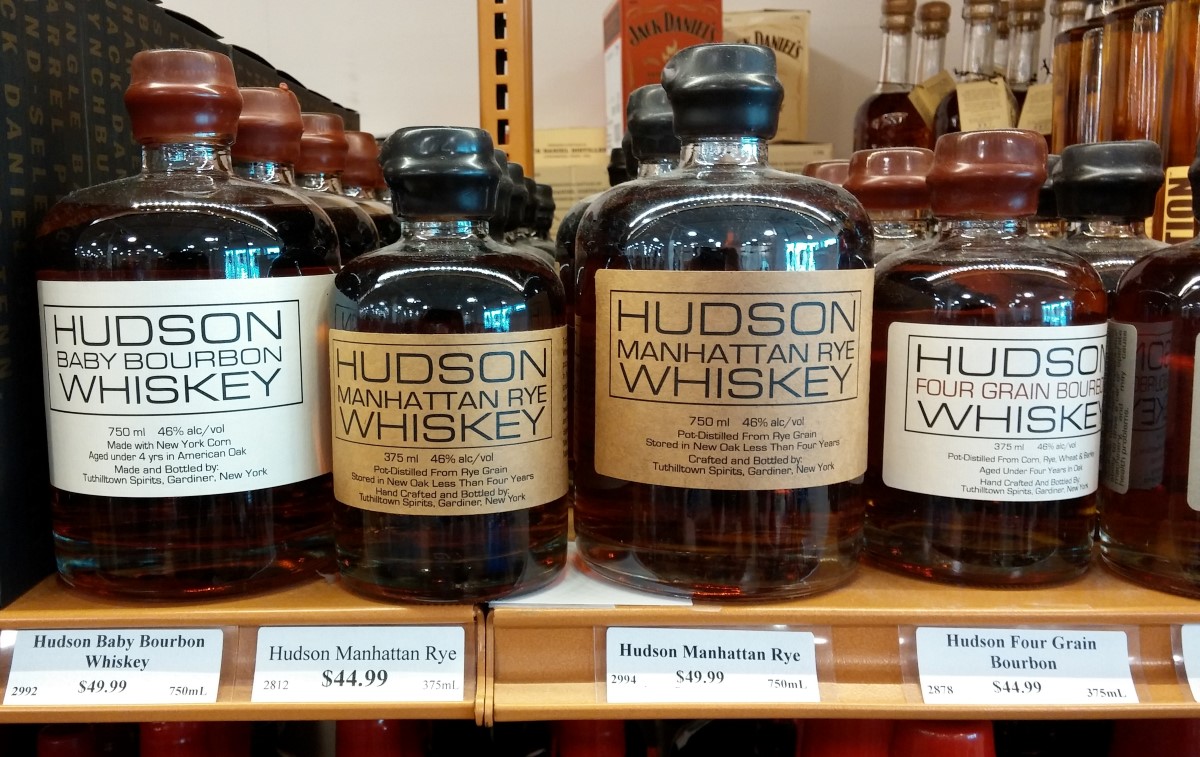 JACK DANIEL'S
HUDSON
BABY BOURBON
WHISKEY
750 ml 46% alc/vol
Made with New York Corn
Aged under 4 yrs in American Oak
Made and Bottled by:
Tuthilltown Spirits, Gardiner, New York
HUDSON
MANHATTAN RYE
WHISKEY
375 ml 46% alc/vol
Pot-Distilled From Rye Grain
Stored in New Oak Less Than Four Years
Hand Crafted and Bottled by:
Tuthilltown Spirits, Gardiner, New York
HUDSON
MANHATTAN RYE
WHISKEY
750 ml 46% alc/vol
Pot-Distilled From Rye Grain
Stored in New Oak Less Than Four Years
Crafted and Bottled by:
Tuthilltown Spirits, Gardiner, New York
HUDSON
FOUR GRAIN BOURB
WHISKEY
375 ml 46% alc/vol
Pot-Distilled From Corn, Rye, Wheat & Barley
Aged Under Four Years in Oak
Hand Crafted And Bottled By:
Tuthilltown Spirits, Gardiner, New York
Hudson Baby Bourbon
Whiskey
2992 $49.99 750mL
Hudson Manhattan Rye
2812 $44.99 375mL
Hudson Manhattan Rye
2994 $49.99 750mL
Hudson Four Grain
Bourbon
2878 $44.99 375mL